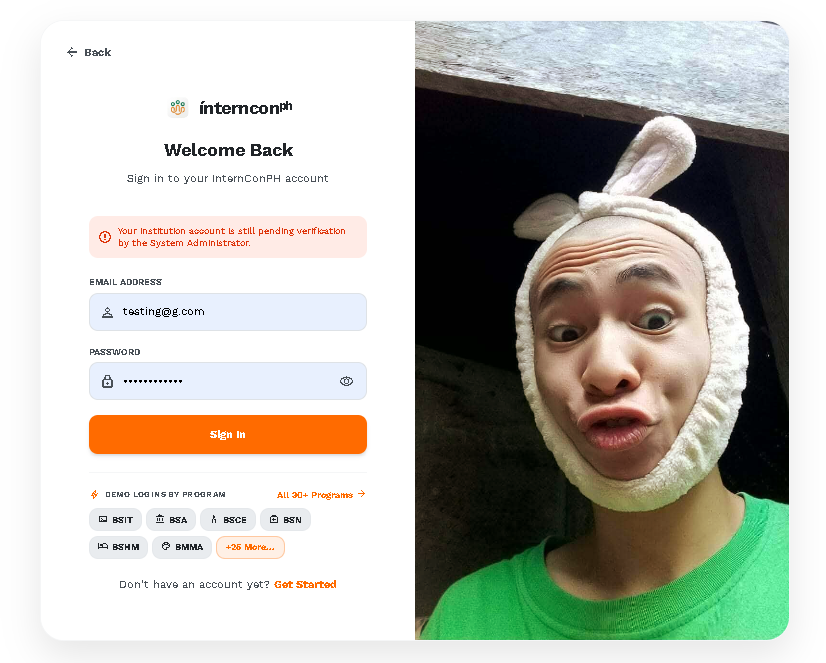 Back
ínternconph
Welcome Back
Sign in to your InternConPH account
Your institution account is still pending verification
by the System Administrator.
EMAIL ADDRESS
testing@g.com
PASSWORD
••••••••••••
Sign In
DEMO LOGINS BY PROGRAM
All 30+ Programs →
BSIT BSA BSCE BSN
BSHM BMMA +25 More...
Don't have an account yet? Get Started